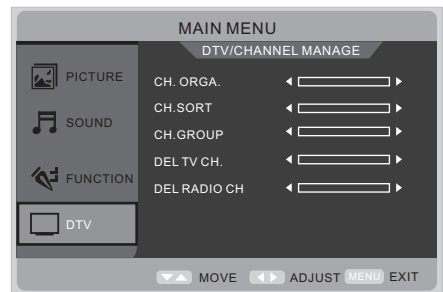 MAIN MENU
DTV/CHANNEL MANAGE
PICTURE
SOUND
FUNCTION
DTV
CH. ORGA.
CH.SORT
CH.GROUP
DEL TV CH.
DEL RADIO CH
MOVE ADJUST MENU EXIT